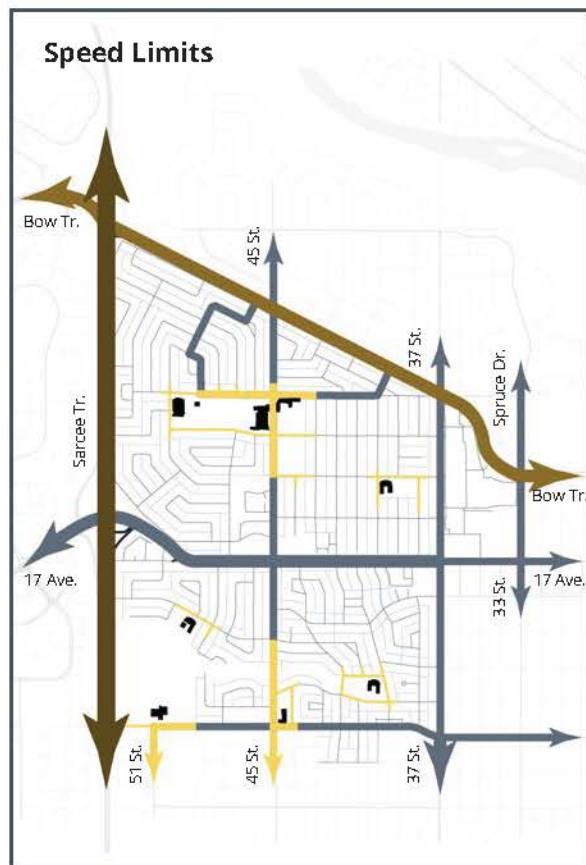 Speed Limits
Bow Tr.
45 St.
37 St.
Spruce Dr.
Sarcee Tr.
Bow Tr.
17 Ave.
33 St.
17 Ave.
51 St.
45 St.
37 St.